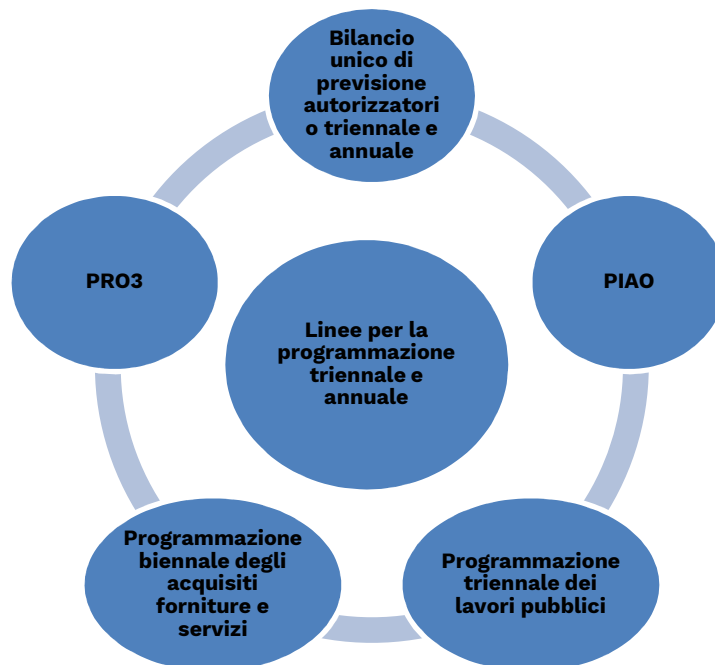 Bilancio
unico di
previsione
autorizzatori
o triennale e
annuale
PRO3
PIAO
Linee per la
programmazione
triennale e
annuale
Programmazione
biennale degli
acquisiti
forniture e
servizi
Programmazione
triennale dei
lavori pubblici